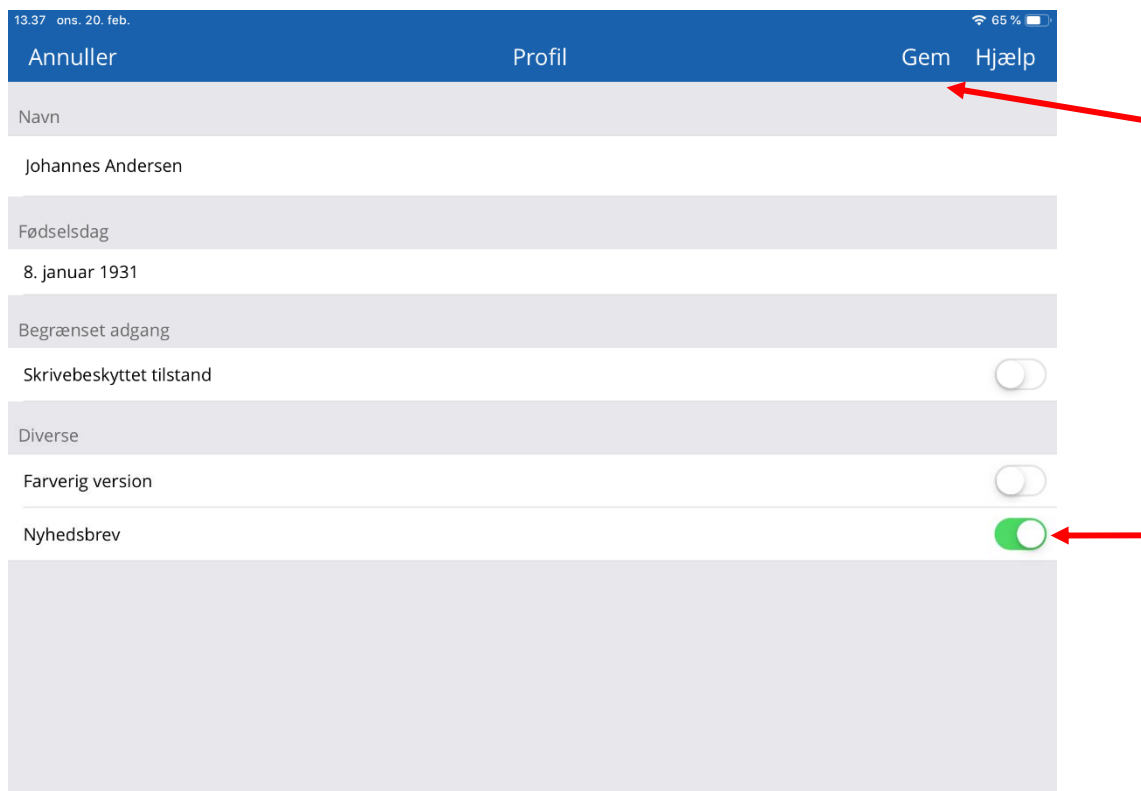 13.37 ons. 20. feb. 65 %
Annuller Profil Gem Hjælp
Navn
Johannes Andersen
Fødselsdag
8. januar 1931
Begrænset adgang
Skrivebeskyttet tilstand
Diverse
Farverig version
Nyhedsbrev